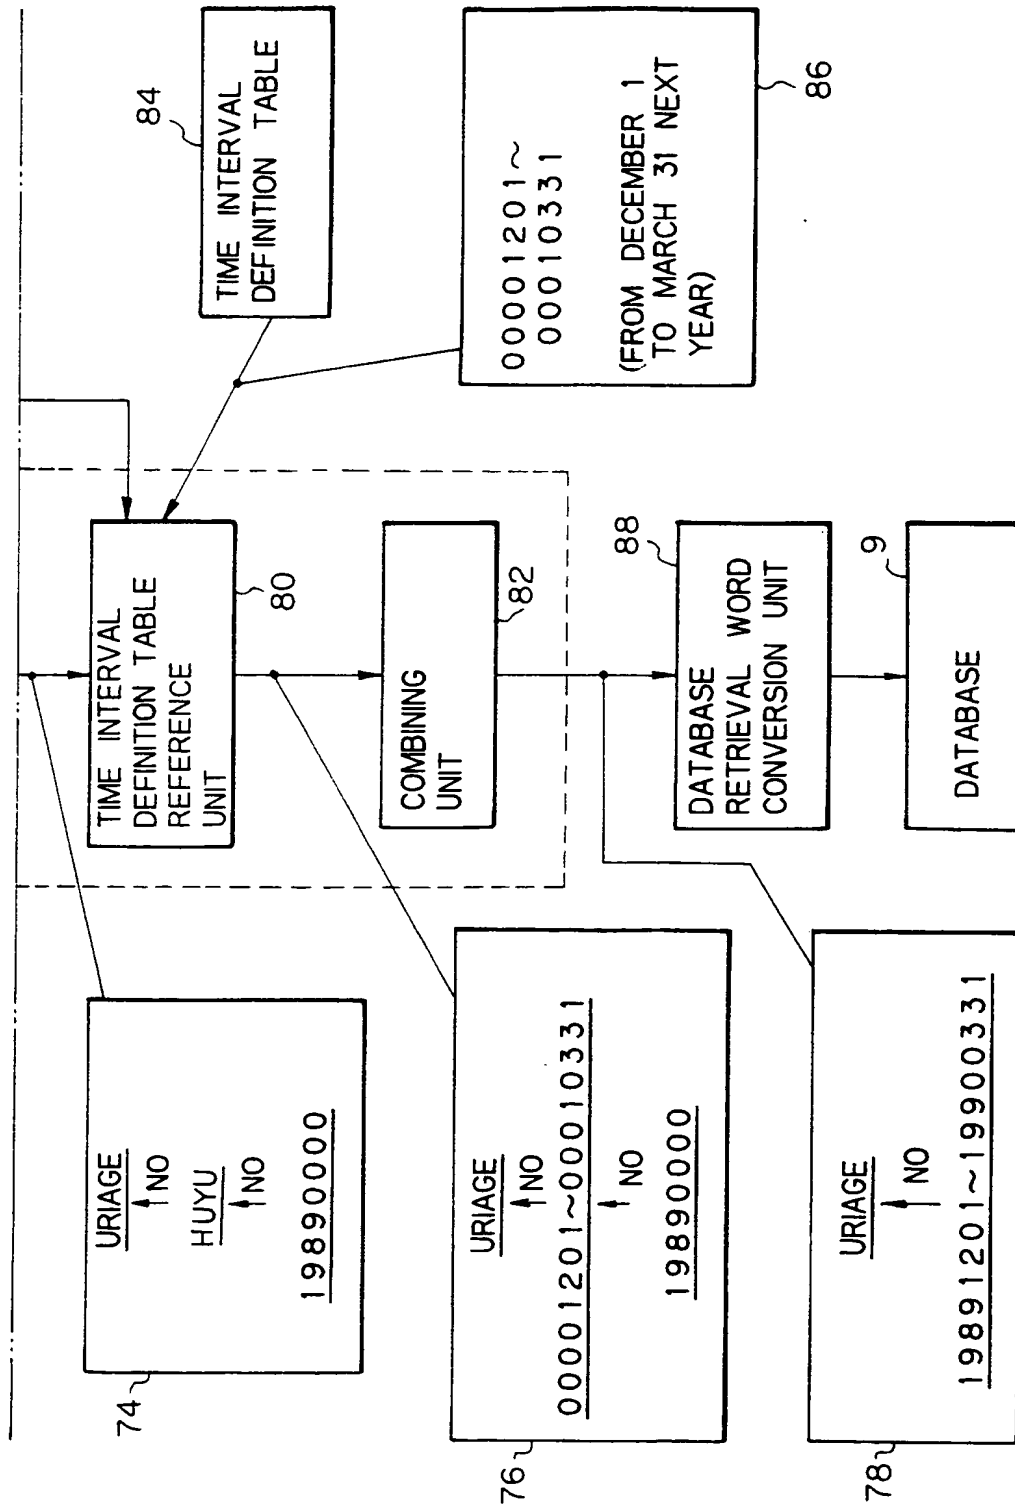 74
URIAGE
NO
HUYU
NO
19890000
TIME INTERVAL
DEFINITION TABLE
REFERENCE
UNIT
80
84
TIME INTERVAL
DEFINITION TABLE
76
URIAGE
NO
00001201~00010331
NO
19890000
COMBINING
UNIT
82
00001201~
00010331
(FROM DECEMBER 1
TO MARCH 31 NEXT
YEAR)
86
78
URIAGE
NO
19891201~19900331
DATABASE
RETRIEVAL WORD
CONVERSION UNIT
88
DATABASE
9